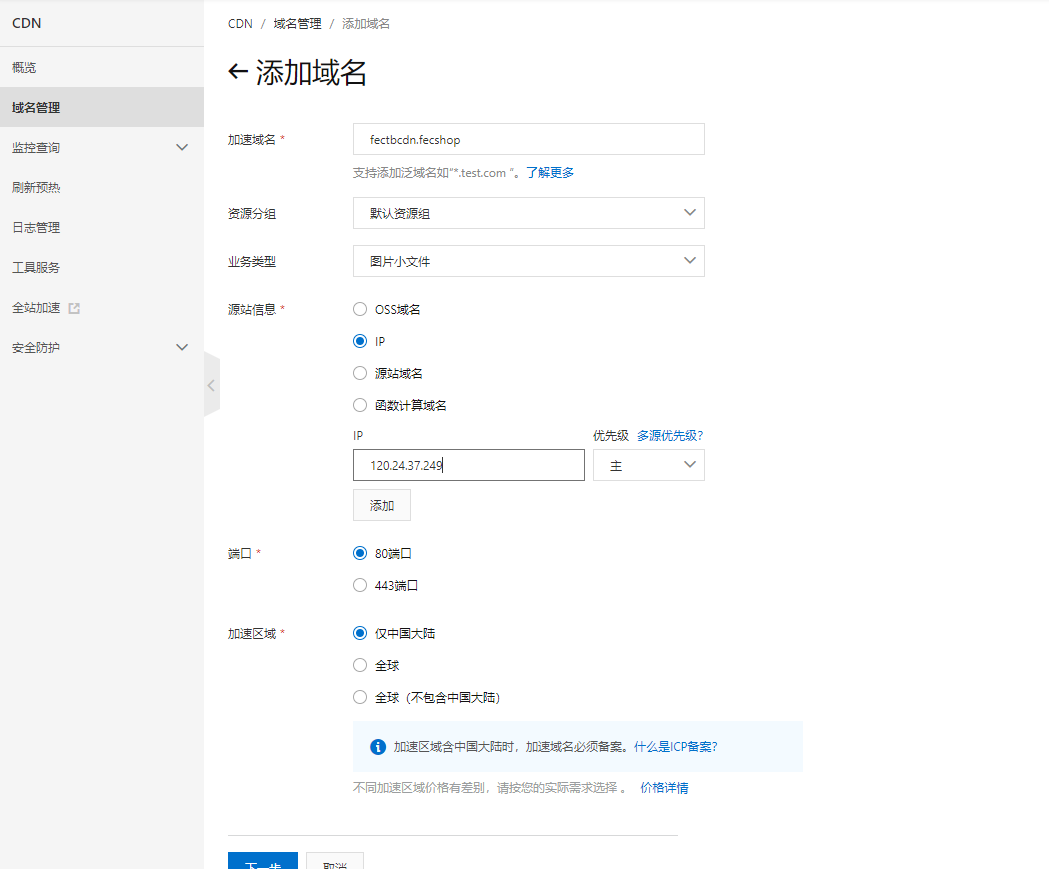 CDN
概览
域名管理
监控查询
刷新预热
日志管理
工具服务
全站加速
安全防护
CDN / 域名管理 / 添加域名
← 添加域名
加速域名 * fectbcdn.fecshop
支持添加泛域名如“*.test.com ”。了解更多
资源分组 默认资源组
业务类型 图片小文件
源站信息 * OSS域名
IP
源站域名
函数计算域名
IP 优先级 多源优先级?
120.24.37.249 主
添加
端口 * 80端口
443端口
加速区域 * 仅中国大陆
全球
全球（不包含中国大陆）
加速区域含中国大陆时，加速域名必须备案。什么是ICP备案?
不同加速区域价格有差别，请按您的实际需求选择 。 价格详情
下一步 取消